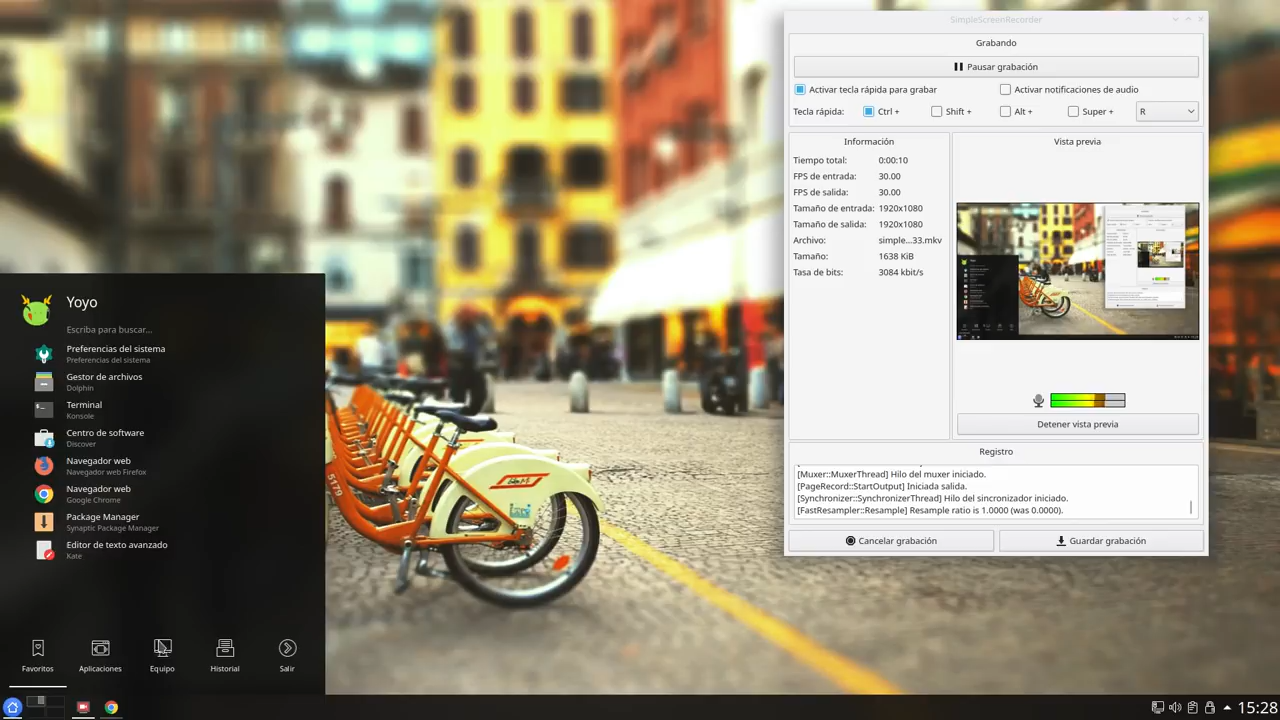 SimpleScreenRecorder
Grabando
Pausar grabación
Activar tecla rápida para grabar
Activar notificaciones de audio
Tecla rápida:
Ctrl +
Shift +
Alt +
Super +
R
Información
Tiempo total: 0:00:10
FPS de entrada: 30.00
FPS de salida: 30.00
Tamaño de entrada: 1920x1080
Tamaño de salida: 1920x1080
Archivo: simple...33.mkv
Tamaño: 1638 KiB
Tasa de bits: 3084 kbit/s
Vista previa
Detener vista previa
Registro
[Muxer::MuxerThread] Hilo del muxer iniciado.
[PageRecord::StartOutput] Iniciada salida.
[Synchronizer::SynchronizerThread] Hilo del sincronizador iniciado.
[FastResampler::Resample] Resample ratio is 1.0000 (was 0.0000).
Cancelar grabación
Guardar grabación
Yoyo
Escriba para buscar...
Preferencias del sistema
Preferencias del sistema
Gestor de archivos
Dolphin
Terminal
Konsole
Centro de software
Discover
Navegador web
Navegador web Firefox
Navegador web
Google Chrome
Package Manager
Synaptic Package Manager
Editor de texto avanzado
Kate
Favoritos
Aplicaciones
Equipo
Historial
Salir
5179
15:28